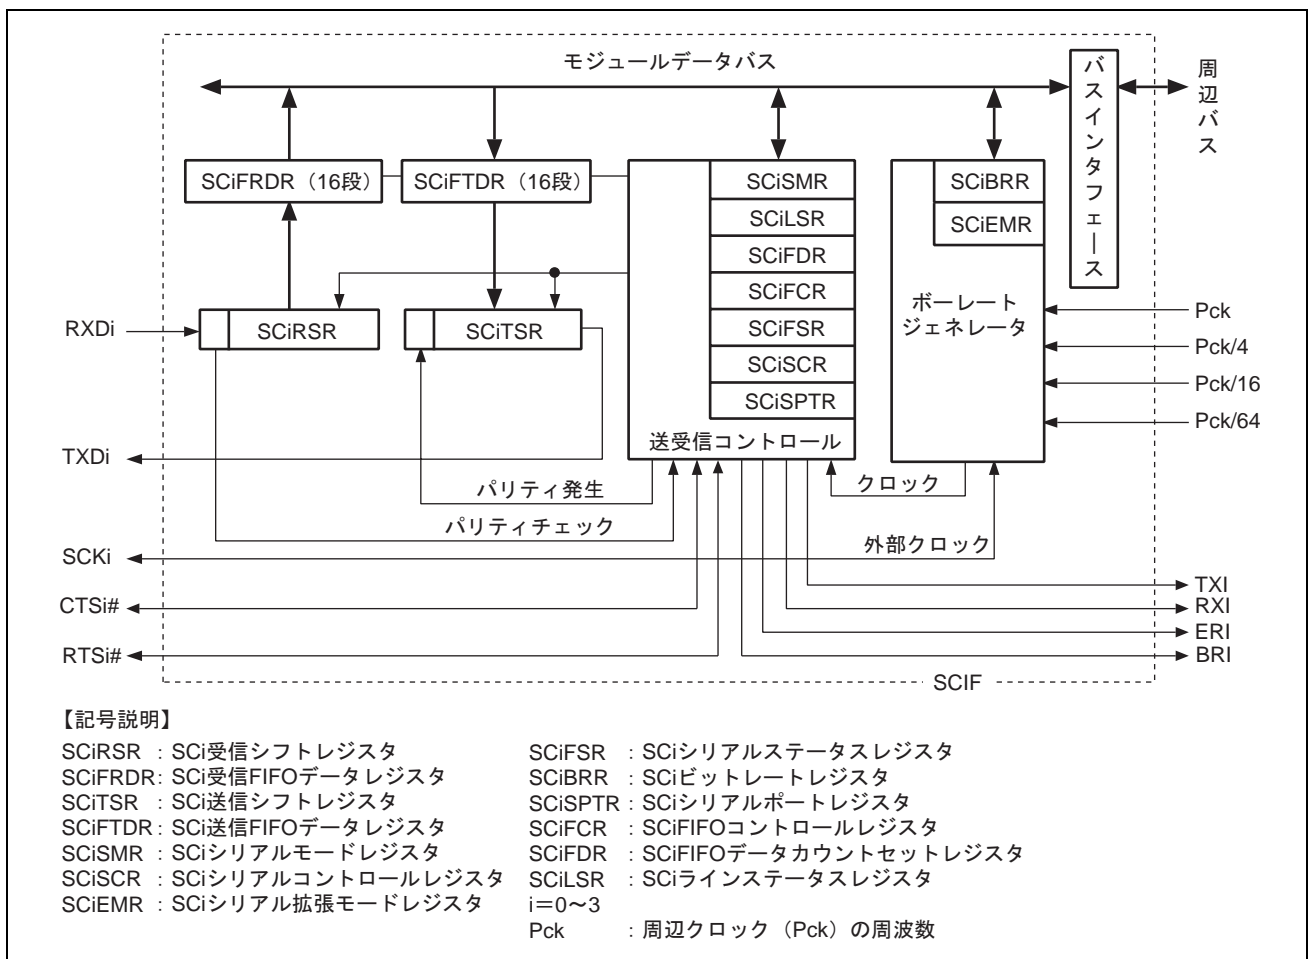 モジュールデータバス
バスインタフェース
周辺バス
SCiFRDR（16段）
SCiFTDR（16段）
SCiSMR
SCiLSR
SCiFDR
SCiFCR
SCiFSR
SCiSCR
SCiSPTR
送受信コントロール
SCiBRR
SCiEMR
ボーレート
ジェネレータ
RXDi
SCiRSR
SCiTSR
Pck
Pck/4
Pck/16
Pck/64
TXDi
パリティ発生
クロック
パリティチェック
外部クロック
SCKi
CTSi#
RTSi#
TXI
RXI
ERI
BRI
SCIF
【記号説明】
SCiRSR : SCi受信シフトレジスタ
SCiFRDR: SCi受信FIFOデータレジスタ
SCiTSR : SCi送信シフトレジスタ
SCiFTDR: SCi送信FIFOデータレジスタ
SCiSMR : SCiシリアルモードレジスタ
SCiSCR : SCiシリアルコントロールレジスタ
SCiEMR : SCiシリアル拡張モードレジスタ
SCiFSR : SCiシリアルステータスレジスタ
SCiBRR : SCiビットレートレジスタ
SCiSPTR : SCiシリアルポートレジスタ
SCiFCR : SCiFIFOコントロールレジスタ
SCiFDR : SCiFIFOデータカウントセットレジスタ
SCiLSR : SCiラインステータスレジスタ
i＝0～3
Pck : 周辺クロック（Pck）の周波数